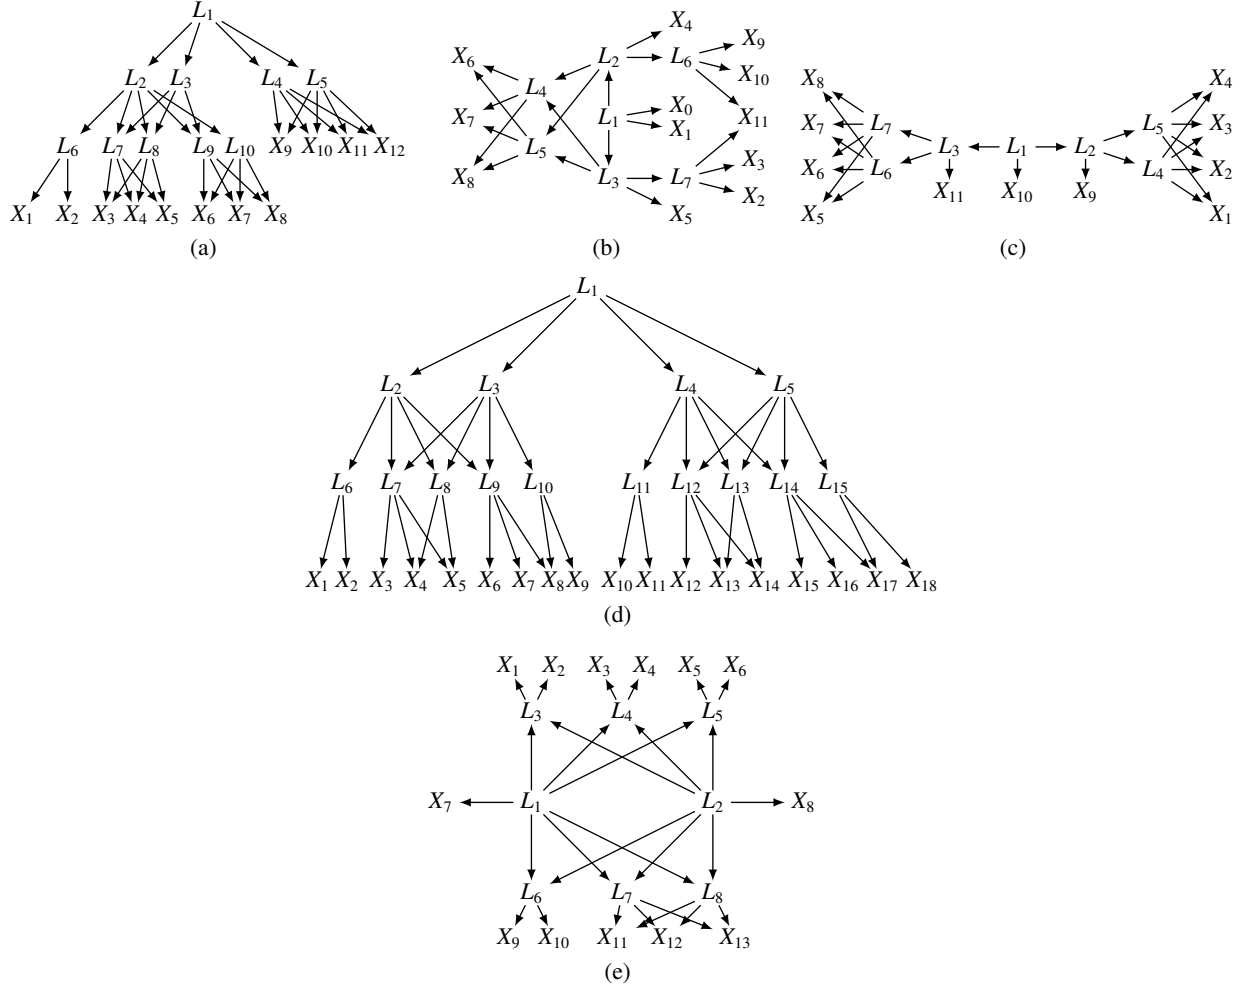 L₁
L₂ L₃ L₄ L₅
L₆ L₇ L₈ L₉ L₁₀ X₉ X₁₀ X₁₁ X₁₂
X₁ X₂ X₃ X₄ X₅ X₆ X₇ X₈
(a)
X₄
X₆ L₂ L₆ X₉
L₄ X₁₀
X₇ L₁ X₀ X₁₁
X₁
L₅
X₈ L₃ L₇ X₃
X₂
X₅
(b)
X₈ X₄
X₇ L₇ L₅ X₃
L₃ L₁ L₂
X₆ L₆ L₄ X₂
X₁₁ X₁₀ X₉
X₅ X₁
(c)
L₁
L₂ L₃ L₄ L₅
L₆ L₇ L₈ L₉ L₁₀ L₁₁ L₁₂ L₁₃ L₁₄ L₁₅
X₁ X₂ X₃ X₄ X₅ X₆ X₇ X₈ X₉ X₁₀ X₁₁ X₁₂ X₁₃ X₁₄ X₁₅ X₁₆ X₁₇ X₁₈
(d)
X₁ X₂ X₃ X₄ X₅ X₆
L₃ L₄ L₅
X₇ L₁ L₂ X₈
L₆ L₇ L₈
X₉ X₁₀ X₁₁ X₁₂ X₁₃
(e)